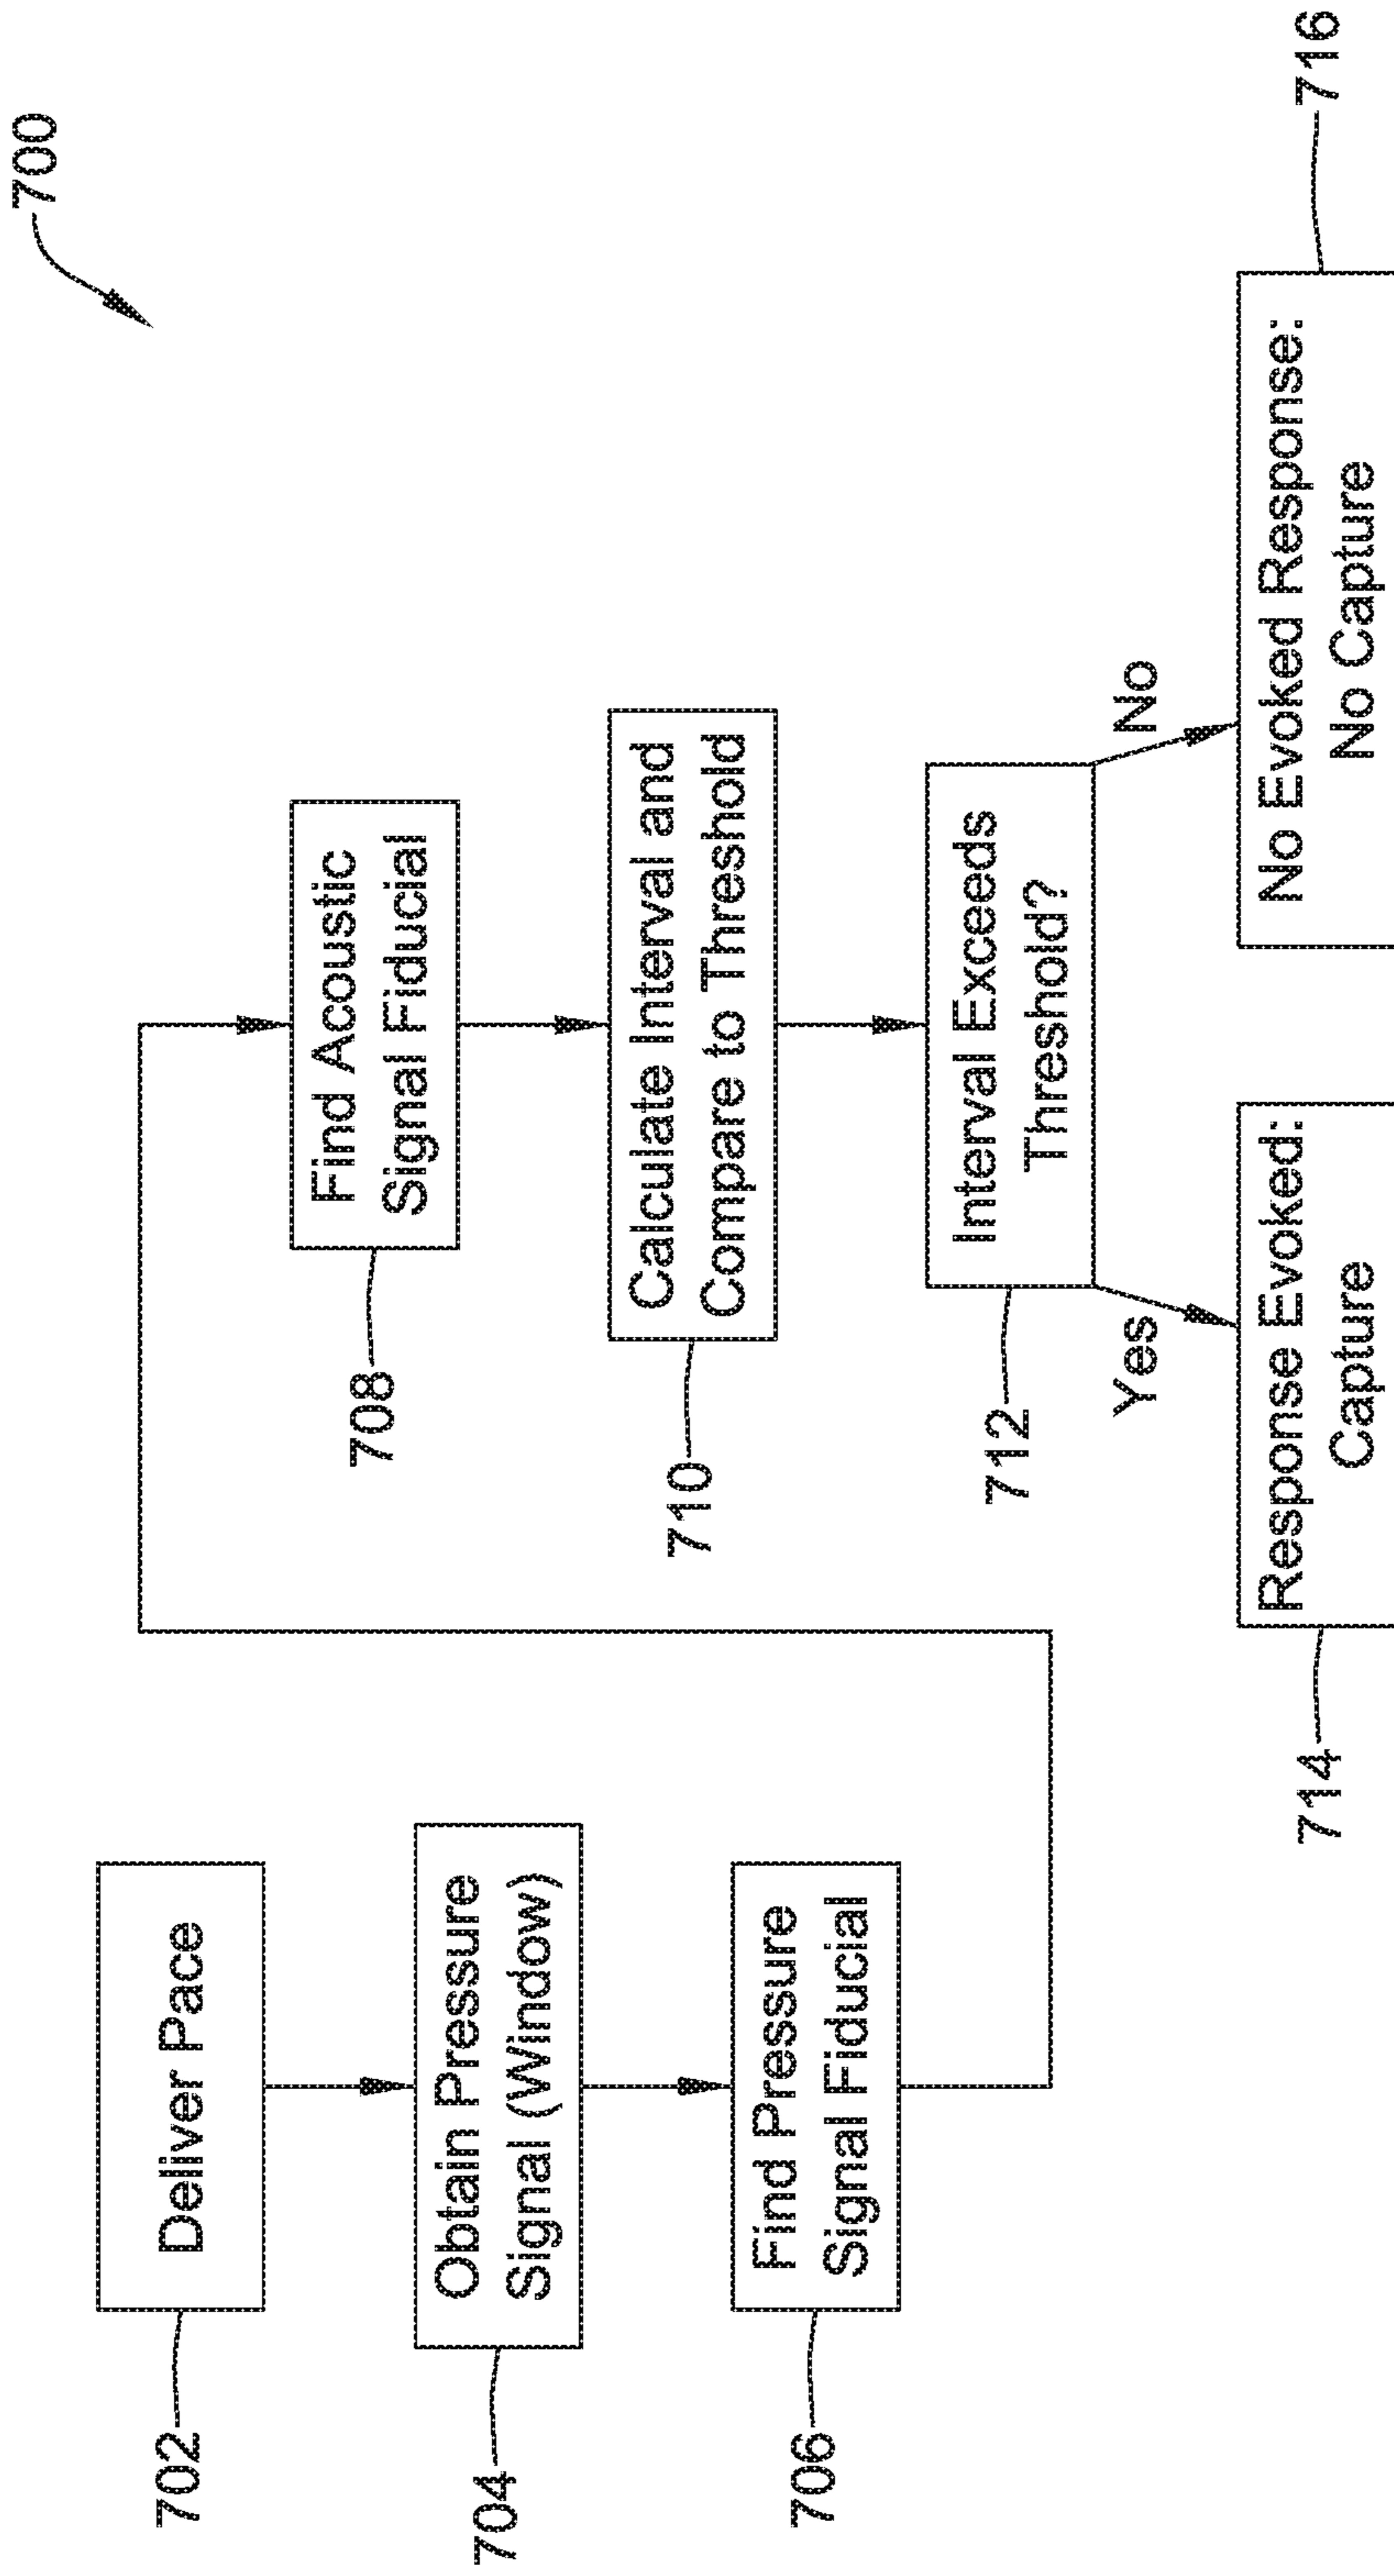 700
702
Deliver Pace
704
Obtain Pressure
Signal (Window)
706
Find Pressure
Signal Fiducial
708
Find Acoustic
Signal Fiducial
710
Calculate Interval and
Compare to Threshold
712
Interval Exceeds
Threshold?
Yes
No
714
Response Evoked:
Capture
No Evoked Response:
No Capture
716